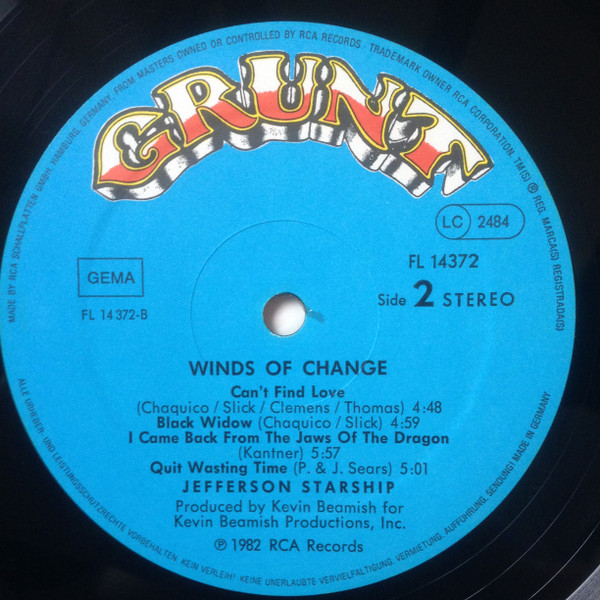 MADE BY RCA SCHALLPLATTEN GMBH, HAMBURG, GERMANY, FROM MASTERS OWNED OR CONTROLLED BY RCA RECORDS. TRADEMARK OWNER RCA CORPORATION. TM(S) ® REG. MARCA(S) REGISTRADA(S)
GRUNT
LC 2484
GEMA
FL 14372
FL 14372-B
Side 2 STEREO
WINDS OF CHANGE
Can't Find Love
(Chaquico / Slick / Clemens / Thomas) 4:48
Black Widow (Chaquico / Slick) 4:59
I Came Back From The Jaws Of The Dragon
(Kantner) 5:57
Quit Wasting Time (P. & J. Sears) 5:01
JEFFERSON STARSHIP
Produced by Kevin Beamish for
Kevin Beamish Productions, Inc.
℗ 1982 RCA Records
ALLE URHEBER- UND LEISTUNGSSCHUTZRECHTE VORBEHALTEN. KEIN VERLEIH! KEINE UNERLAUBTE VERVIELFÄLTIGUNG, VERMIETUNG, AUFFÜHRUNG, SENDUNG! MADE IN GERMANY